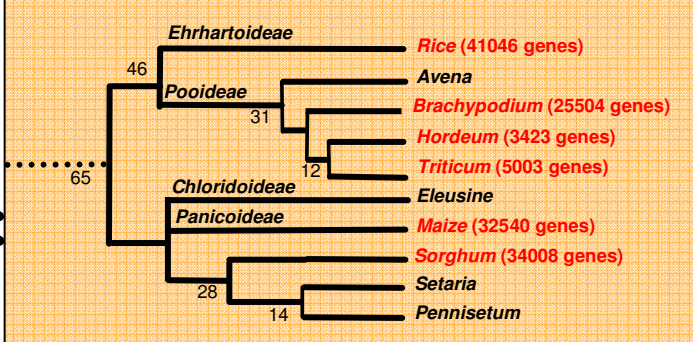 Ehrhartoideae
Rice (41046 genes)
46
Avena
Pooideae
Brachypodium (25504 genes)
31
Hordeum (3423 genes)
12
Triticum (5003 genes)
65
Chloridoideae
Eleusine
Panicoideae
Maize (32540 genes)
Sorghum (34008 genes)
28
Setaria
14
Pennisetum